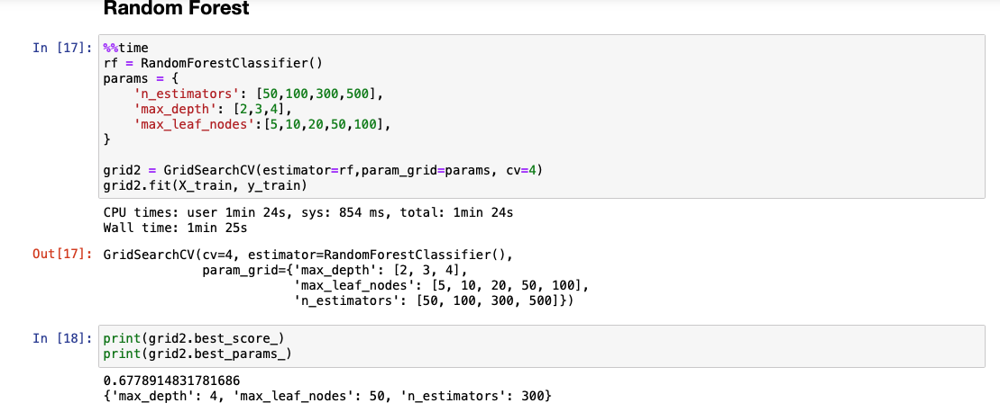 Random Forest
In [17]: %%time
rf = RandomForestClassifier()
params = {
    'n_estimators': [50,100,300,500],
    'max_depth': [2,3,4],
    'max_leaf_nodes':[5,10,20,50,100],
}

grid2 = GridSearchCV(estimator=rf,param_grid=params, cv=4)
grid2.fit(X_train, y_train)
CPU times: user 1min 24s, sys: 854 ms, total: 1min 24s
Wall time: 1min 25s
Out[17]: GridSearchCV(cv=4, estimator=RandomForestClassifier(),
             param_grid={'max_depth': [2, 3, 4],
                         'max_leaf_nodes': [5, 10, 20, 50, 100],
                         'n_estimators': [50, 100, 300, 500]})
In [18]: print(grid2.best_score_)
print(grid2.best_params_)
0.6778914831781686
{'max_depth': 4, 'max_leaf_nodes': 50, 'n_estimators': 300}